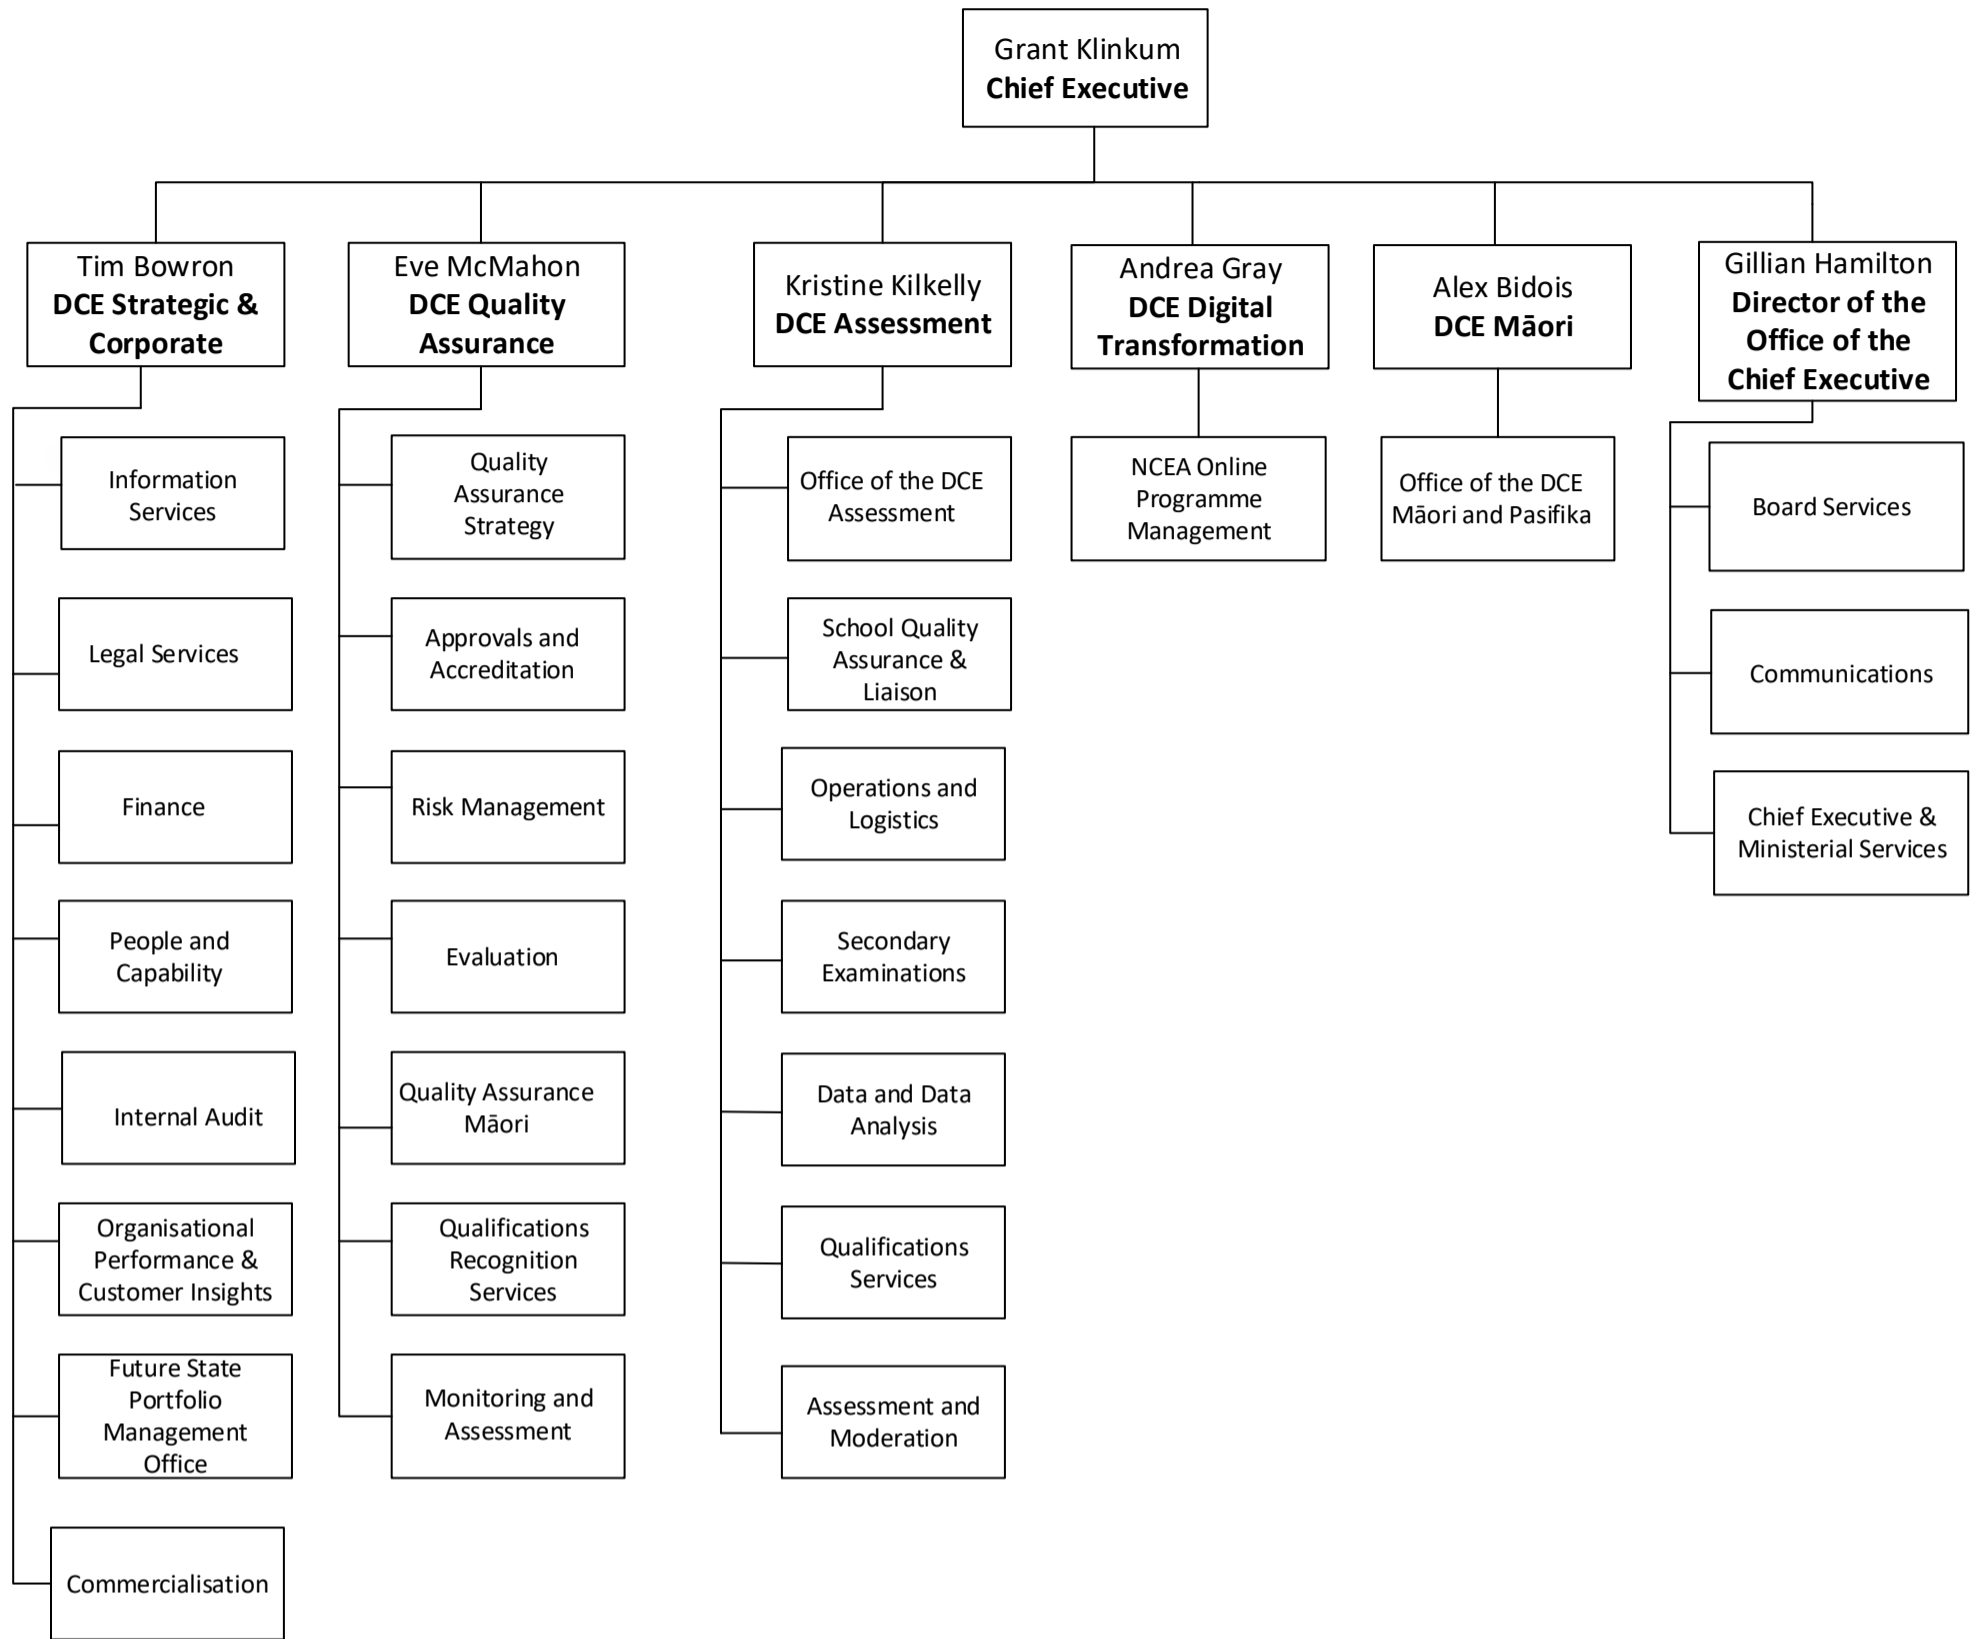 Grant Klinkum
Chief Executive
Tim Bowron
DCE Strategic &
Corporate
Eve McMahon
DCE Quality
Assurance
Kristine Kilkelly
DCE Assessment
Andrea Gray
DCE Digital
Transformation
Alex Bidois
DCE Māori
Gillian Hamilton
Director of the
Office of the
Chief Executive
Information
Services
Legal Services
Finance
People and
Capability
Internal Audit
Organisational
Performance &
Customer Insights
Future State
Portfolio
Management
Office
Commercialisation
Quality
Assurance
Strategy
Approvals and
Accreditation
Risk Management
Evaluation
Quality Assurance
Māori
Qualifications
Recognition
Services
Monitoring and
Assessment
Office of the DCE
Assessment
School Quality
Assurance &
Liaison
Operations and
Logistics
Secondary
Examinations
Data and Data
Analysis
Qualifications
Services
Assessment and
Moderation
NCEA Online
Programme
Management
Office of the DCE
Māori and Pasifika
Board Services
Communications
Chief Executive &
Ministerial Services